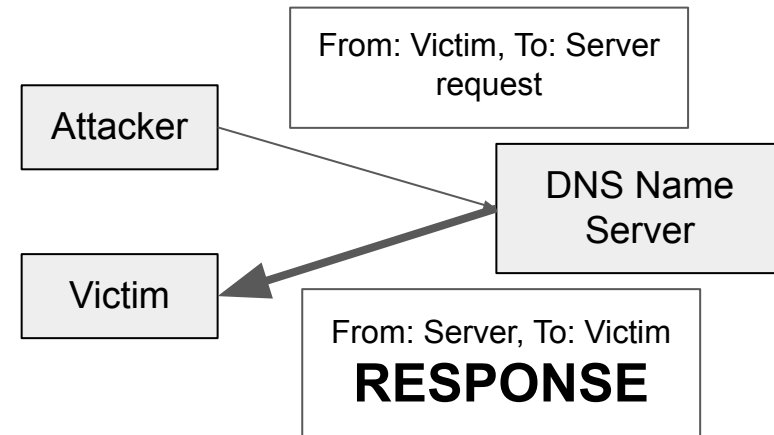 From: Victim, To: Server
request
Attacker
DNS Name
Server
Victim
From: Server, To: Victim
RESPONSE